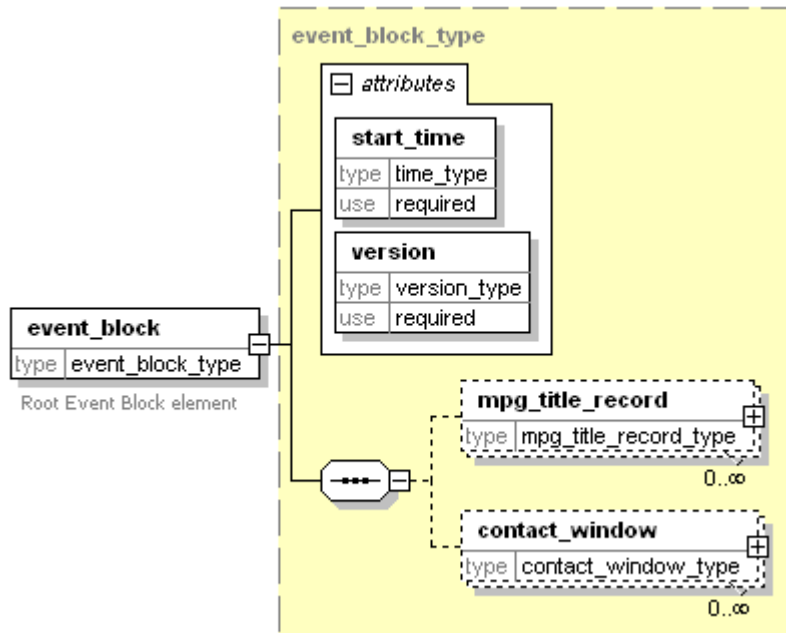 event_block_type
attributes
start_time
type time_type
use required
version
type version_type
use required
event_block
type event_block_type
Root Event Block element
mpg_title_record
type mpg_title_record_type
0..∞
contact_window
type contact_window_type
0..∞